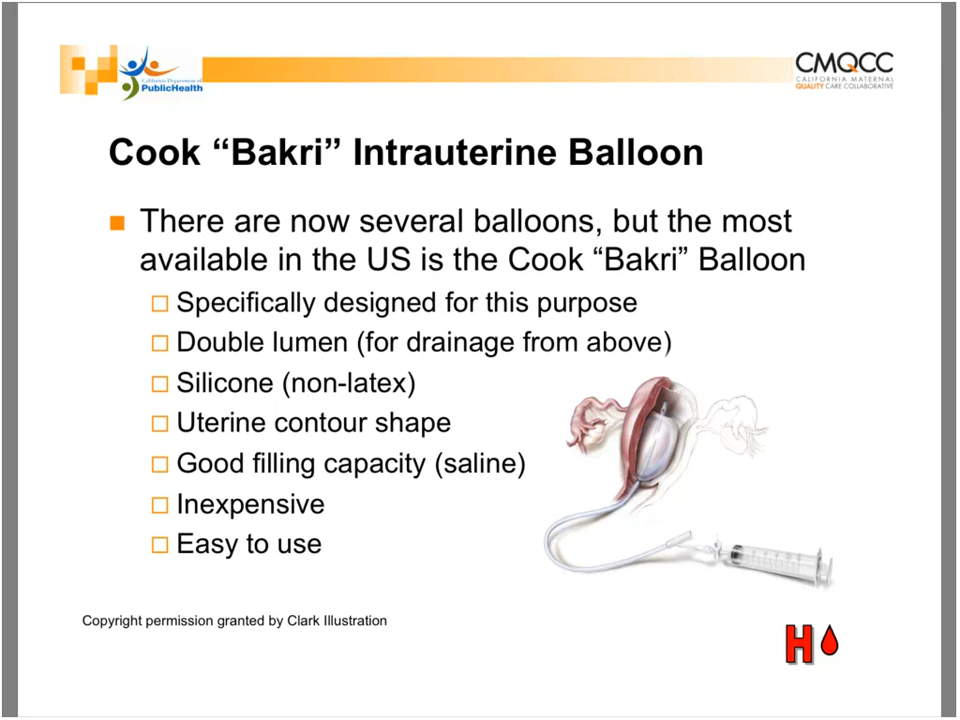 California Department of
PublicHealth
CMQCC
CALIFORNIA MATERNAL
QUALITY CARE COLLABORATIVE
Cook “Bakri” Intrauterine Balloon
There are now several balloons, but the most
available in the US is the Cook “Bakri” Balloon
Specifically designed for this purpose
Double lumen (for drainage from above)
Silicone (non-latex)
Uterine contour shape
Good filling capacity (saline)
Inexpensive
Easy to use
Copyright permission granted by Clark Illustration
H